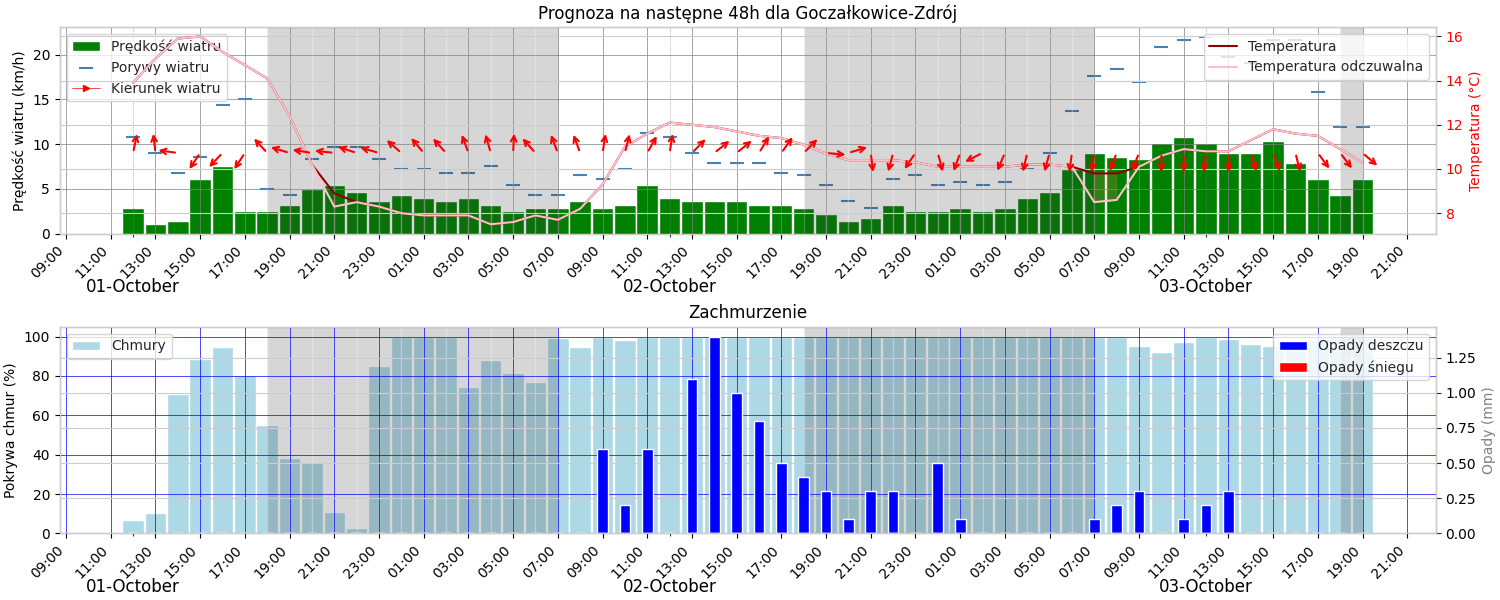 Prognoza na następne 48h dla Goczałkowice-Zdrój
Prędkość wiatru (km/h)
20
15
10
5
0
Prędkość wiatru
Porywy wiatru
Kierunek wiatru
Temperatura
Temperatura odczuwalna
16
14
12
10
8
Temperatura (°C)
09:00 11:00 13:00 15:00 17:00 19:00 21:00 23:00 01:00 03:00 05:00 07:00 09:00 11:00 13:00 15:00 17:00 19:00 21:00 23:00 01:00 03:00 05:00 07:00 09:00 11:00 13:00 15:00 17:00 19:00 21:00
01-October 02-October 03-October
Zachmurzenie
Pokrywa chmur (%)
100
80
60
40
20
0
Chmury
Opady deszczu
Opady śniegu
1.25
1.00
0.75
0.50
0.25
0.00
Opady (mm)
09:00 11:00 13:00 15:00 17:00 19:00 21:00 23:00 01:00 03:00 05:00 07:00 09:00 11:00 13:00 15:00 17:00 19:00 21:00 23:00 01:00 03:00 05:00 07:00 09:00 11:00 13:00 15:00 17:00 19:00 21:00
01-October 02-October 03-October